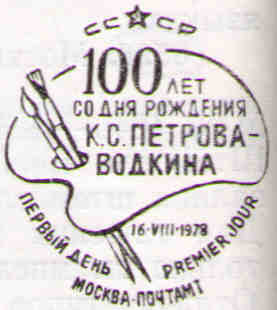 СССР
100 ЛЕТ
СО ДНЯ РОЖДЕНИЯ
К.С. ПЕТРОВА-
ВОДКИНА
16·VIII·1978
ПЕРВЫЙ ДЕНЬ
PREMIER JOUR
МОСКВА-ПОЧТАМТ